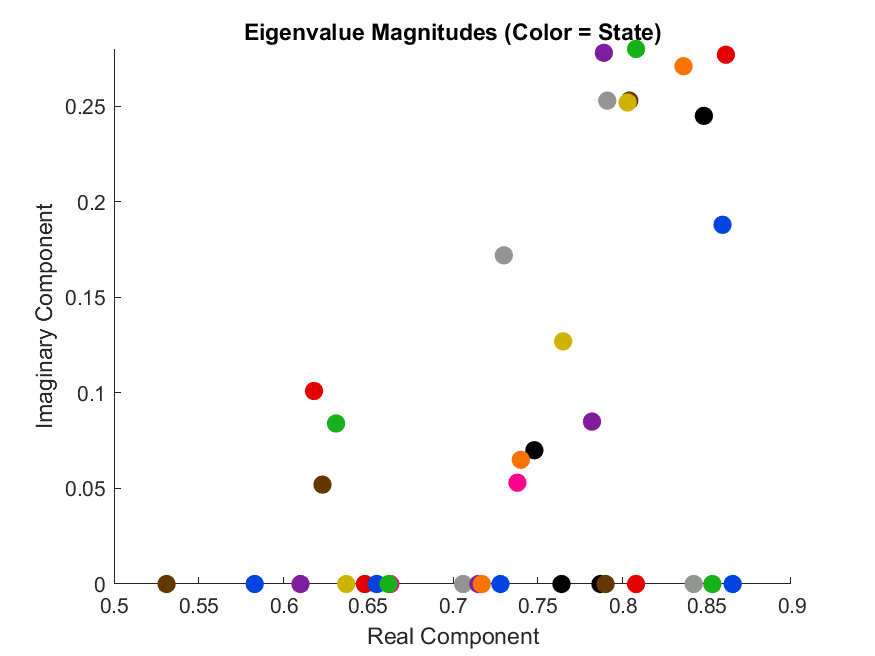 Eigenvalue Magnitudes (Color = State)
0.25
0.2
0.15
0.1
0.05
0
Imaginary Component
0.5 0.55 0.6 0.65 0.7 0.75 0.8 0.85 0.9
Real Component